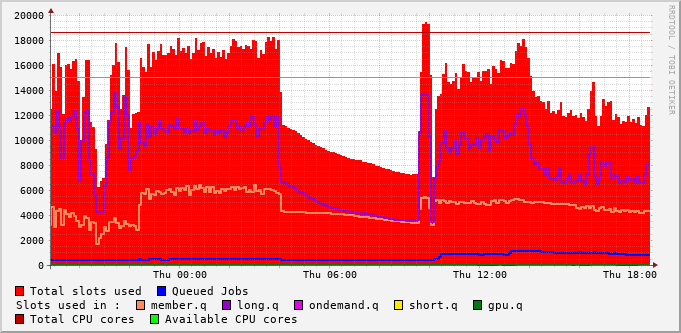 20000
18000
16000
14000
12000
10000
8000
6000
4000
2000
0
Thu 00:00 Thu 06:00 Thu 12:00 Thu 18:00
RRDTOOL / TOBI OETIKER
Total slots used Queued Jobs
Slots used in : member.q long.q ondemand.q short.q gpu.q
Total CPU cores Available CPU cores